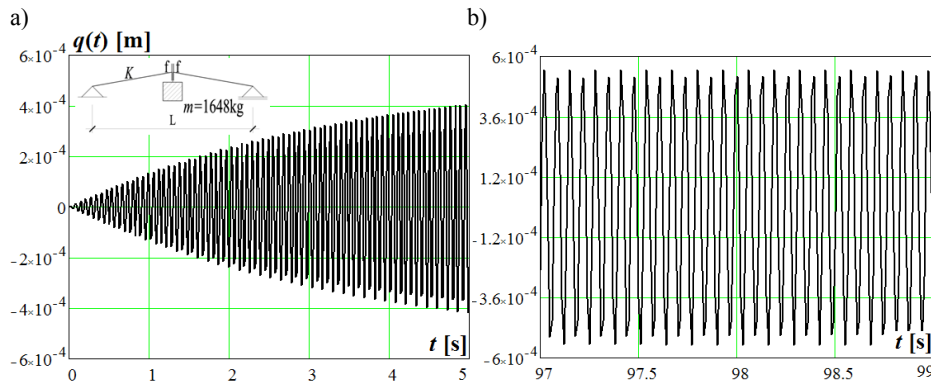 a)
q(t) [m]
6×10⁻⁴
4×10⁻⁴
2×10⁻⁴
0
-2×10⁻⁴
-4×10⁻⁴
-6×10⁻⁴
K
f f
m=1648kg
L
t [s]
0 1 2 3 4 5
b)
6×10⁻⁴
3.6×10⁻⁴
1.2×10⁻⁴
-1.2×10⁻⁴
-3.6×10⁻⁴
-6×10⁻⁴
t [s]
97 97.5 98 98.5 99